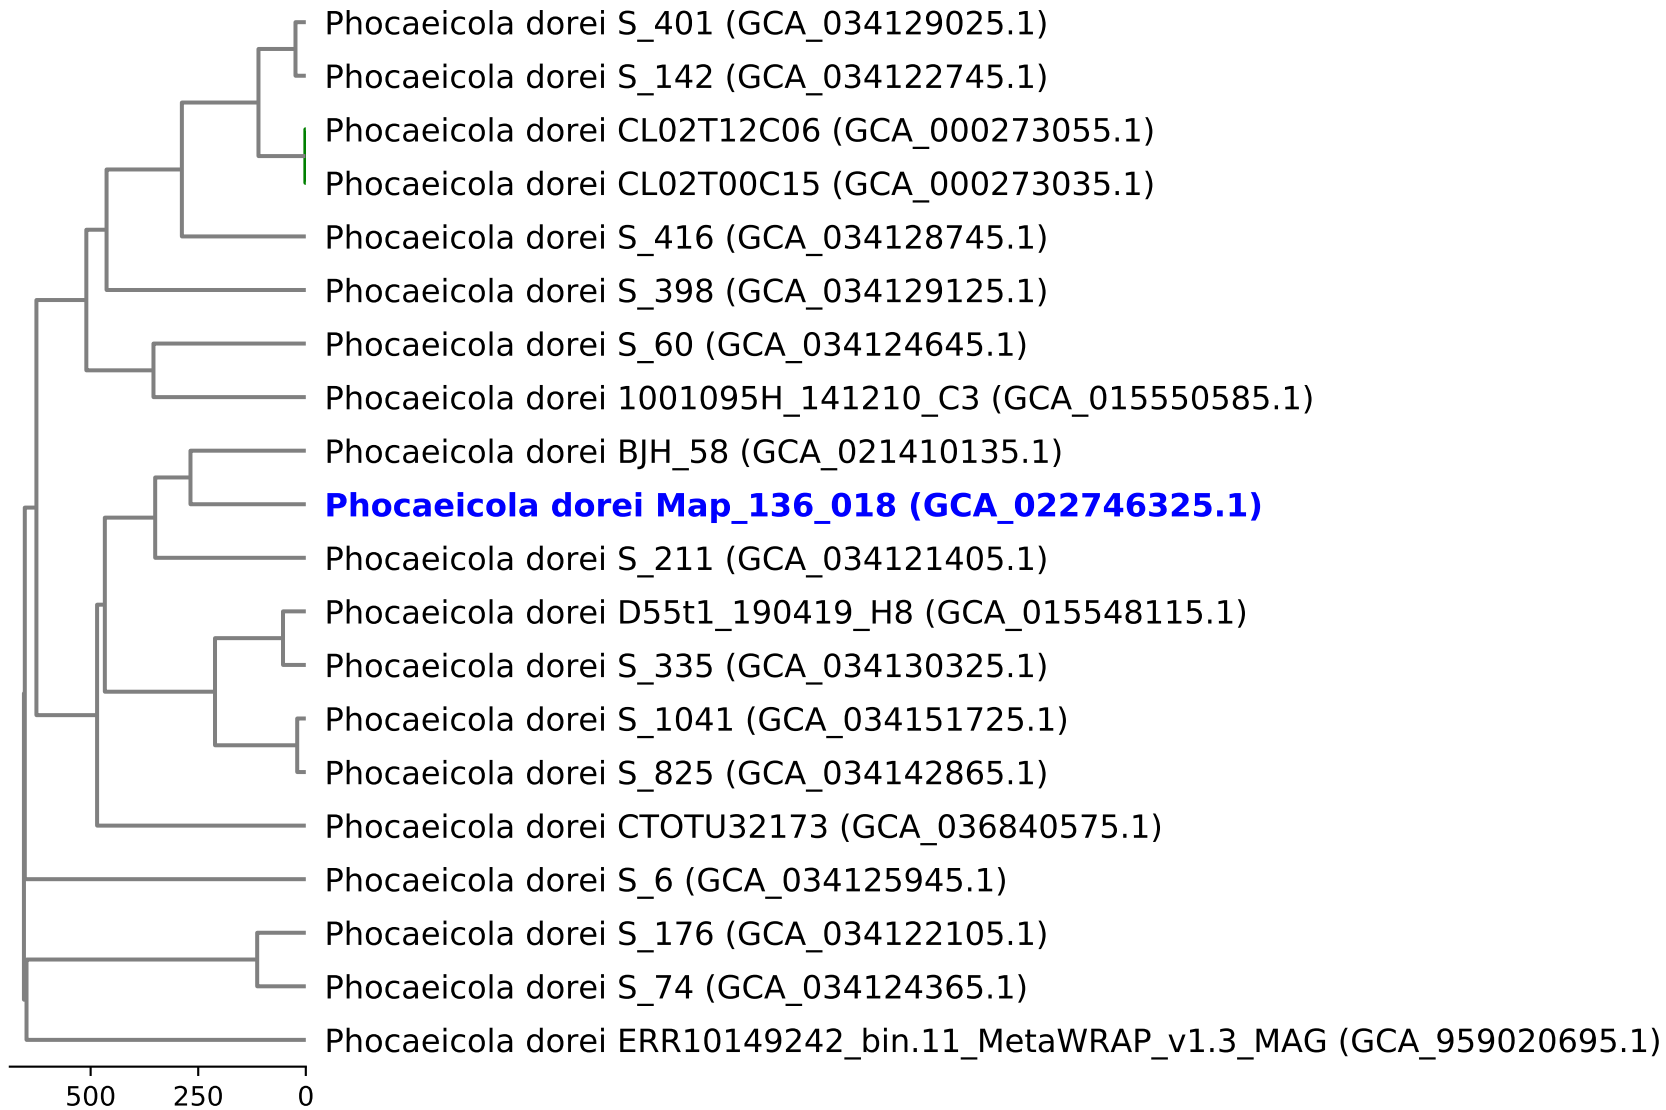 Phocaeicola dorei S_401 (GCA_034129025.1)
Phocaeicola dorei S_142 (GCA_034122745.1)
Phocaeicola dorei CL02T12C06 (GCA_000273055.1)
Phocaeicola dorei CL02T00C15 (GCA_000273035.1)
Phocaeicola dorei S_416 (GCA_034128745.1)
Phocaeicola dorei S_398 (GCA_034129125.1)
Phocaeicola dorei S_60 (GCA_034124645.1)
Phocaeicola dorei 1001095H_141210_C3 (GCA_015550585.1)
Phocaeicola dorei BJH_58 (GCA_021410135.1)
Phocaeicola dorei Map_136_018 (GCA_022746325.1)
Phocaeicola dorei S_211 (GCA_034121405.1)
Phocaeicola dorei D55t1_190419_H8 (GCA_015548115.1)
Phocaeicola dorei S_335 (GCA_034130325.1)
Phocaeicola dorei S_1041 (GCA_034151725.1)
Phocaeicola dorei S_825 (GCA_034142865.1)
Phocaeicola dorei CTOTU32173 (GCA_036840575.1)
Phocaeicola dorei S_6 (GCA_034125945.1)
Phocaeicola dorei S_176 (GCA_034122105.1)
Phocaeicola dorei S_74 (GCA_034124365.1)
Phocaeicola dorei ERR10149242_bin.11_MetaWRAP_v1.3_MAG (GCA_959020695.1)
500 250 0